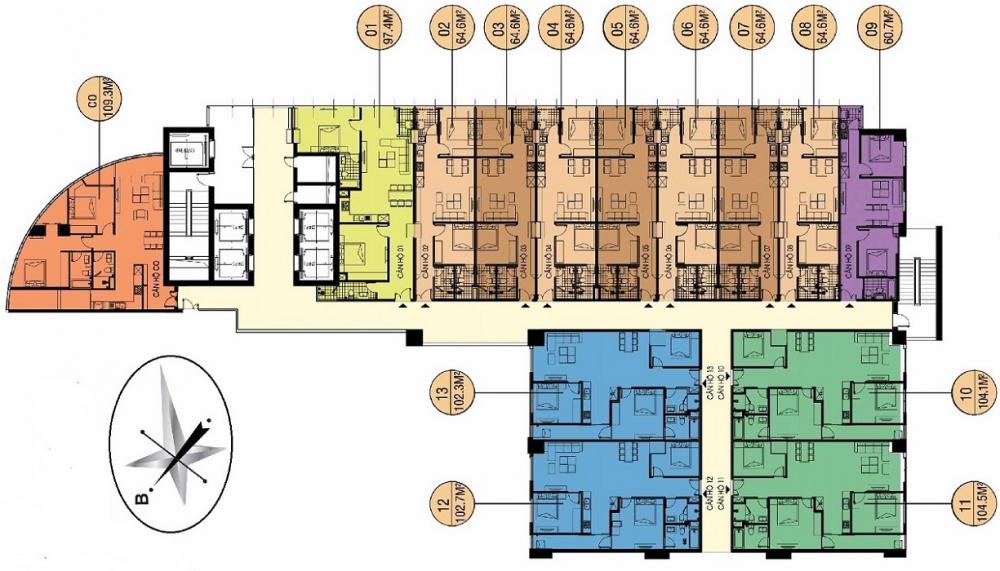 01
97.4M²
02
64.6M²
03
64.6M²
04
64.6M²
05
64.6M²
06
64.6M²
07
64.6M²
08
64.6M²
09
60.7M²
CO
109.3M²
CĂN HỘ CO
CĂN HỘ 01
CĂN HỘ 02
CĂN HỘ 03
CĂN HỘ 04
CĂN HỘ 05
CĂN HỘ 06
CĂN HỘ 07
CĂN HỘ 08
CĂN HỘ 09
13
102.3M²
CĂN HỘ 13
CĂN HỘ 10
10
104.1M²
12
102.7M²
CĂN HỘ 12
CĂN HỘ 11
11
104.5M²
B.